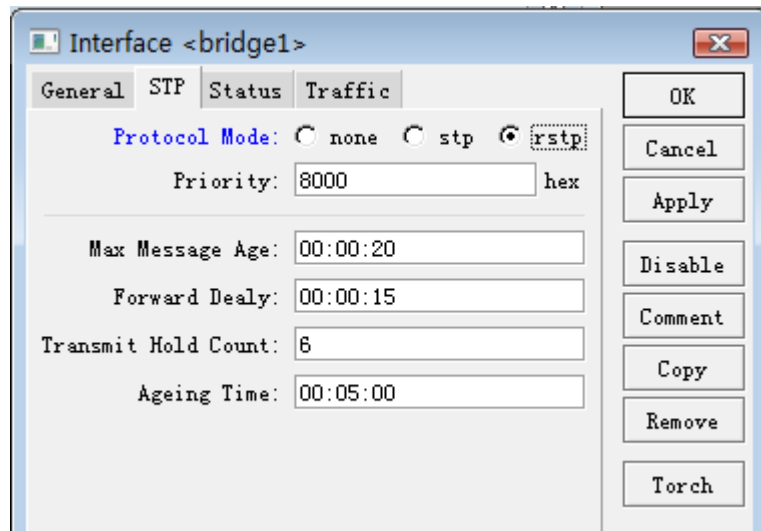 Interface <bridge1>
General STP Status Traffic
OK
Protocol Mode: none stp rstp
Cancel
Priority: 8000 hex
Apply
Max Message Age: 00:00:20
Disable
Forward Dealy: 00:00:15
Comment
Transmit Hold Count: 6
Copy
Ageing Time: 00:05:00
Remove
Torch